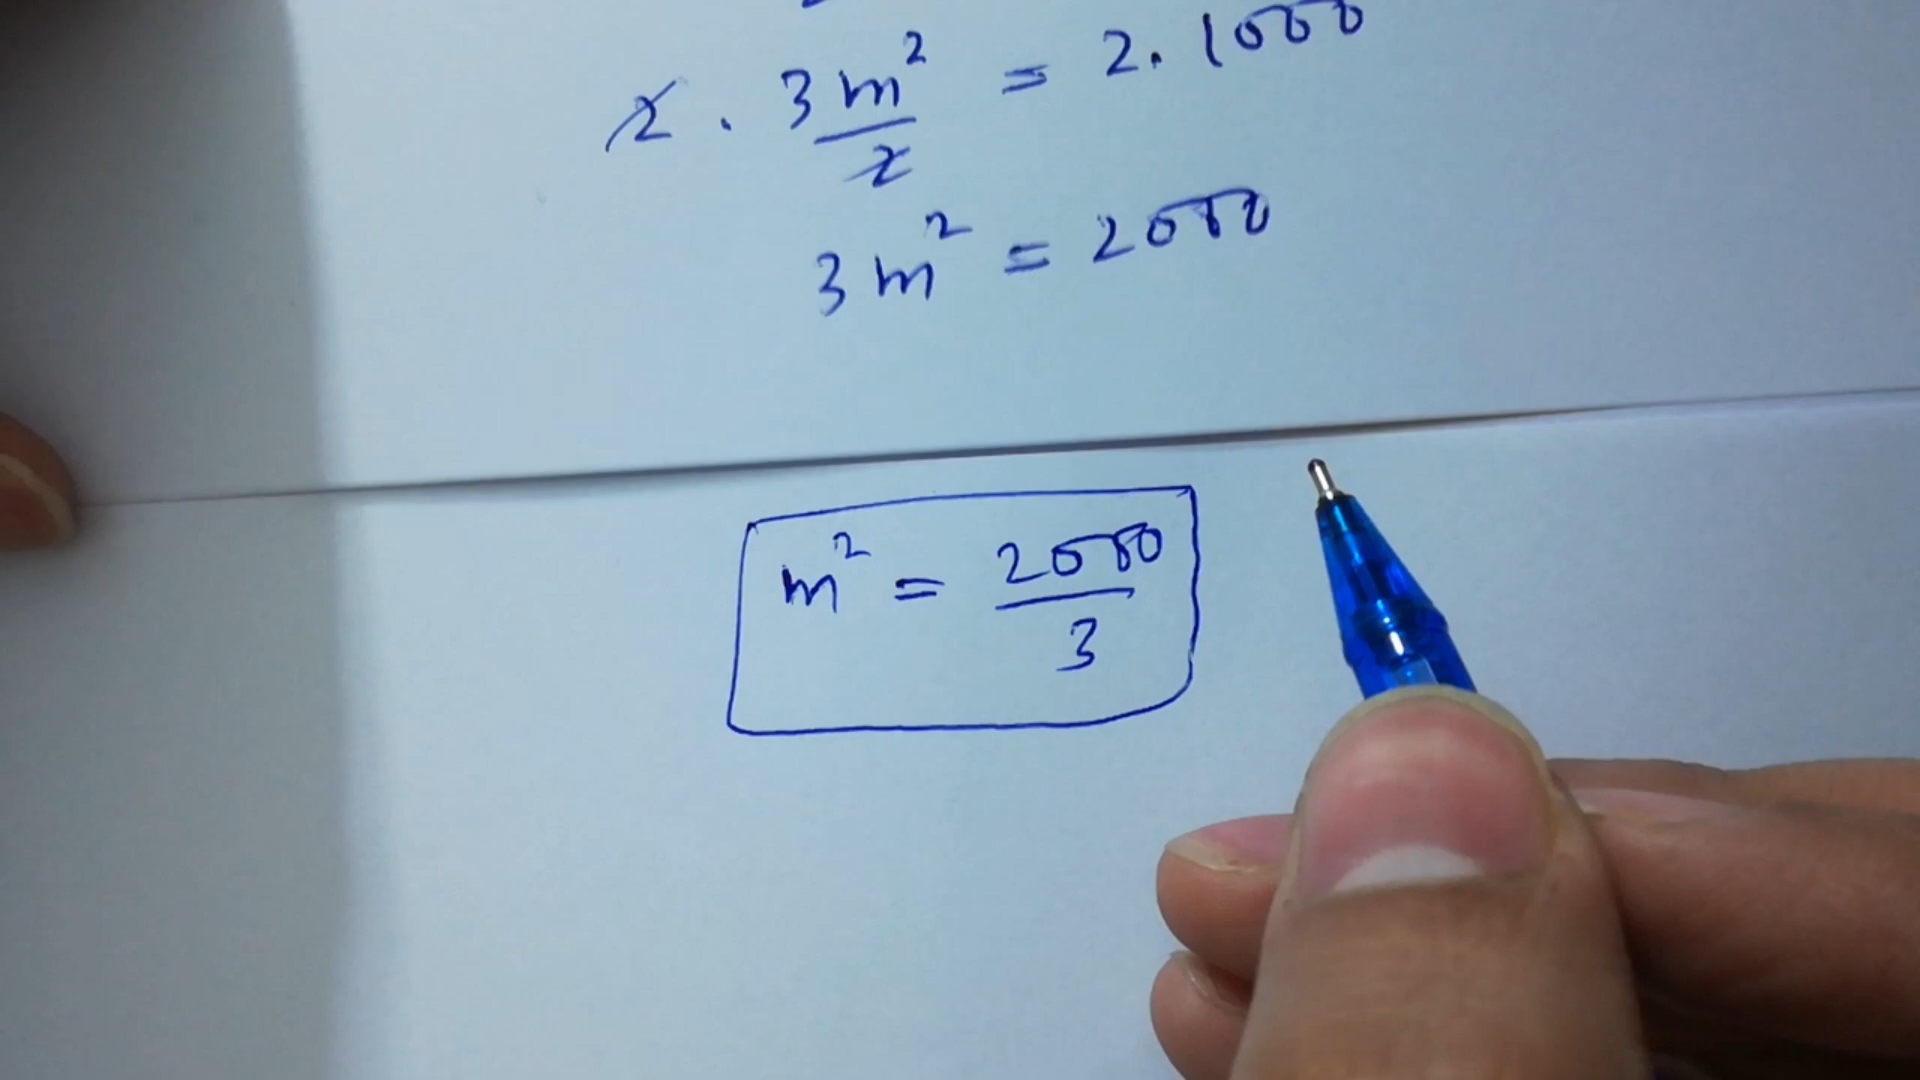 2 . 3m² / 2 = 2 . 1000
3m² = 2000
m² = 2000 / 3